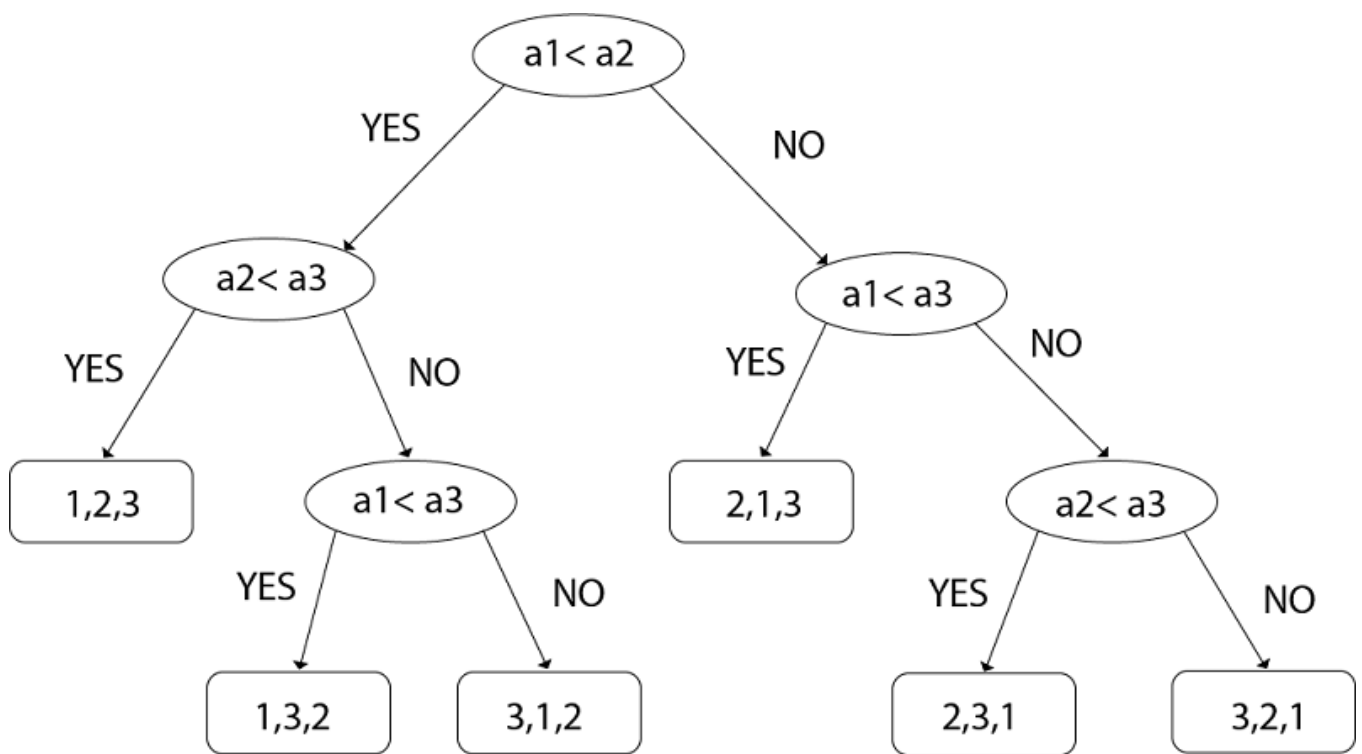 a1< a2
YES
NO
a2< a3
a1< a3
YES
NO
YES
NO
1,2,3
a1< a3
2,1,3
a2< a3
YES
NO
YES
NO
1,3,2
3,1,2
2,3,1
3,2,1